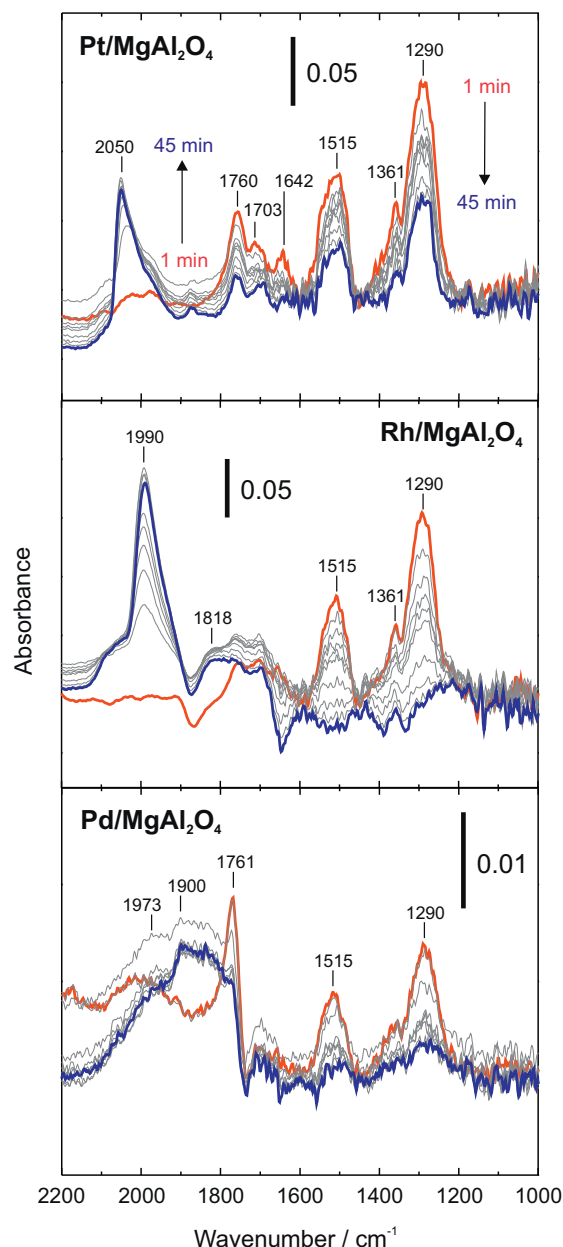 Pt/MgAl₂O₄
0.05
1290
1 min
45 min
2050
45 min
1 min
1760
1703
1642
1515
1361
Rh/MgAl₂O₄
1990
0.05
1818
1515
1361
1290
Absorbance
Pd/MgAl₂O₄
0.01
1973
1900
1761
1515
1290
2200 2000 1800 1600 1400 1200 1000
Wavenumber / cm⁻¹